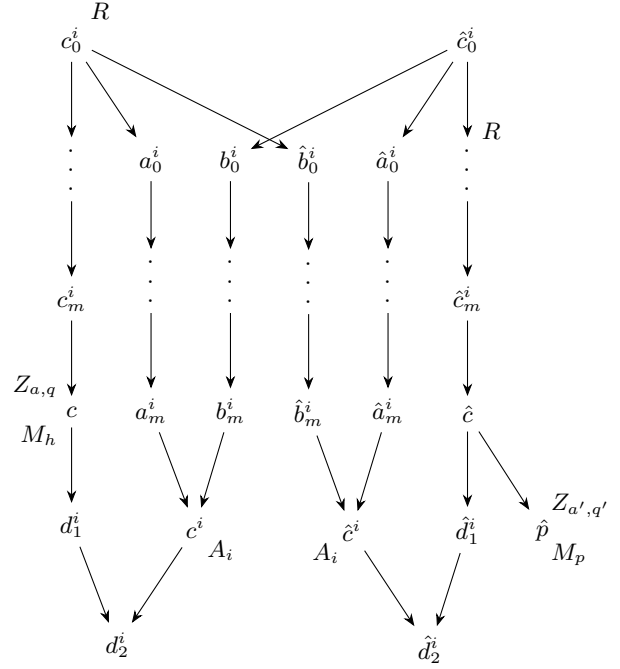 R
c_0^i ĉ_0^i
R
a_0^i b_0^i b̂_0^i â_0^i
c_m^i ĉ_m^i
Z_{a,q}
c a_m^i b_m^i b̂_m^i â_m^i ĉ
M_h
Z_{a',q'}
d_1^i c^i ĉ^i d̂_1^i p̂
A_i A_i M_p
d_2^i d̂_2^i